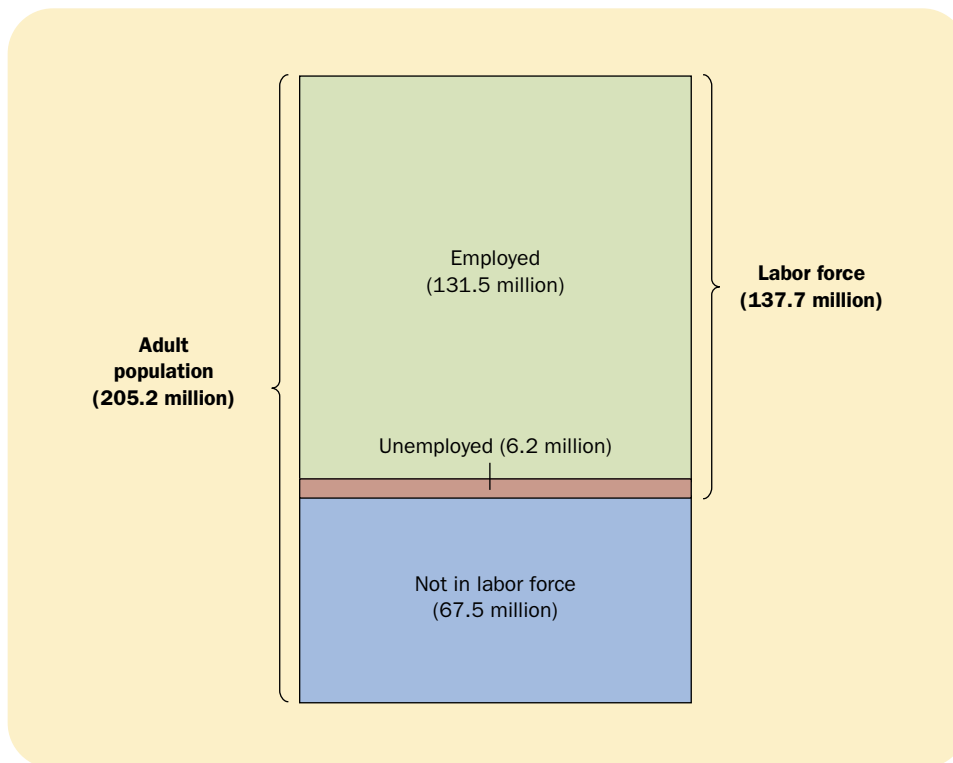 Employed
(131.5 million)
Labor force
(137.7 million)
Adult
population
(205.2 million)
Unemployed (6.2 million)
Not in labor force
(67.5 million)